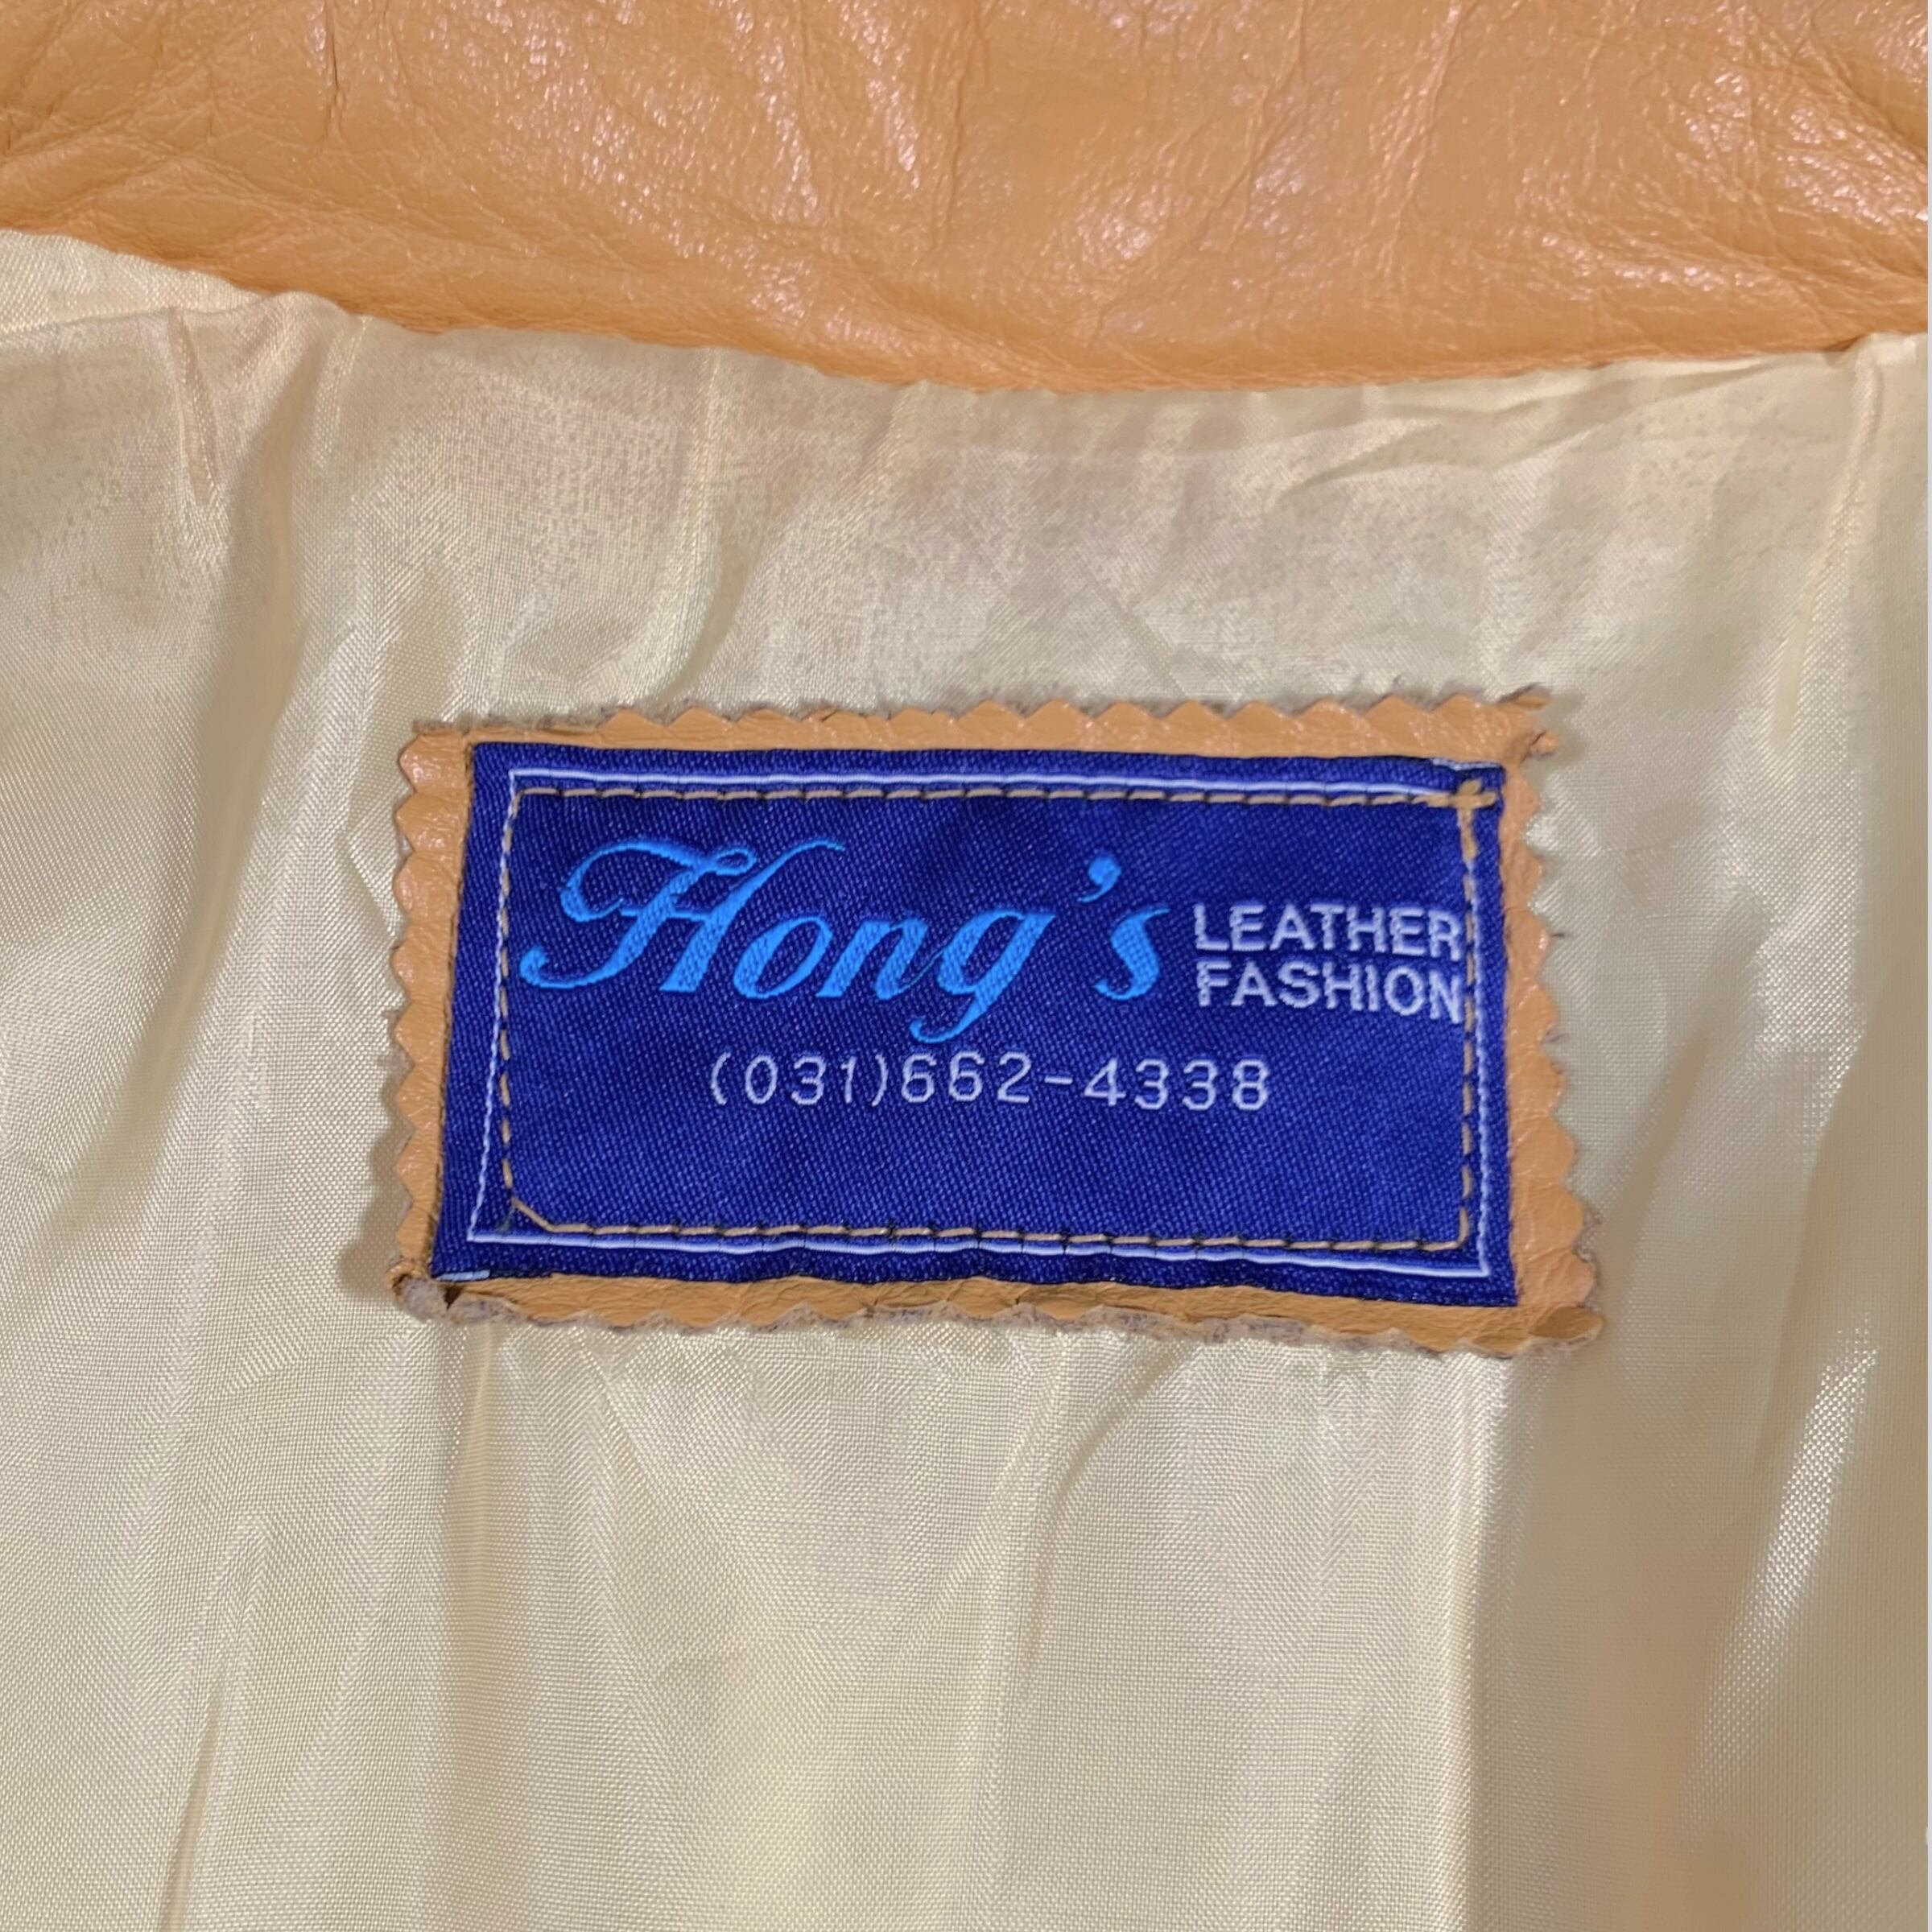 Hong's LEATHER
FASHION
(031)662-4338